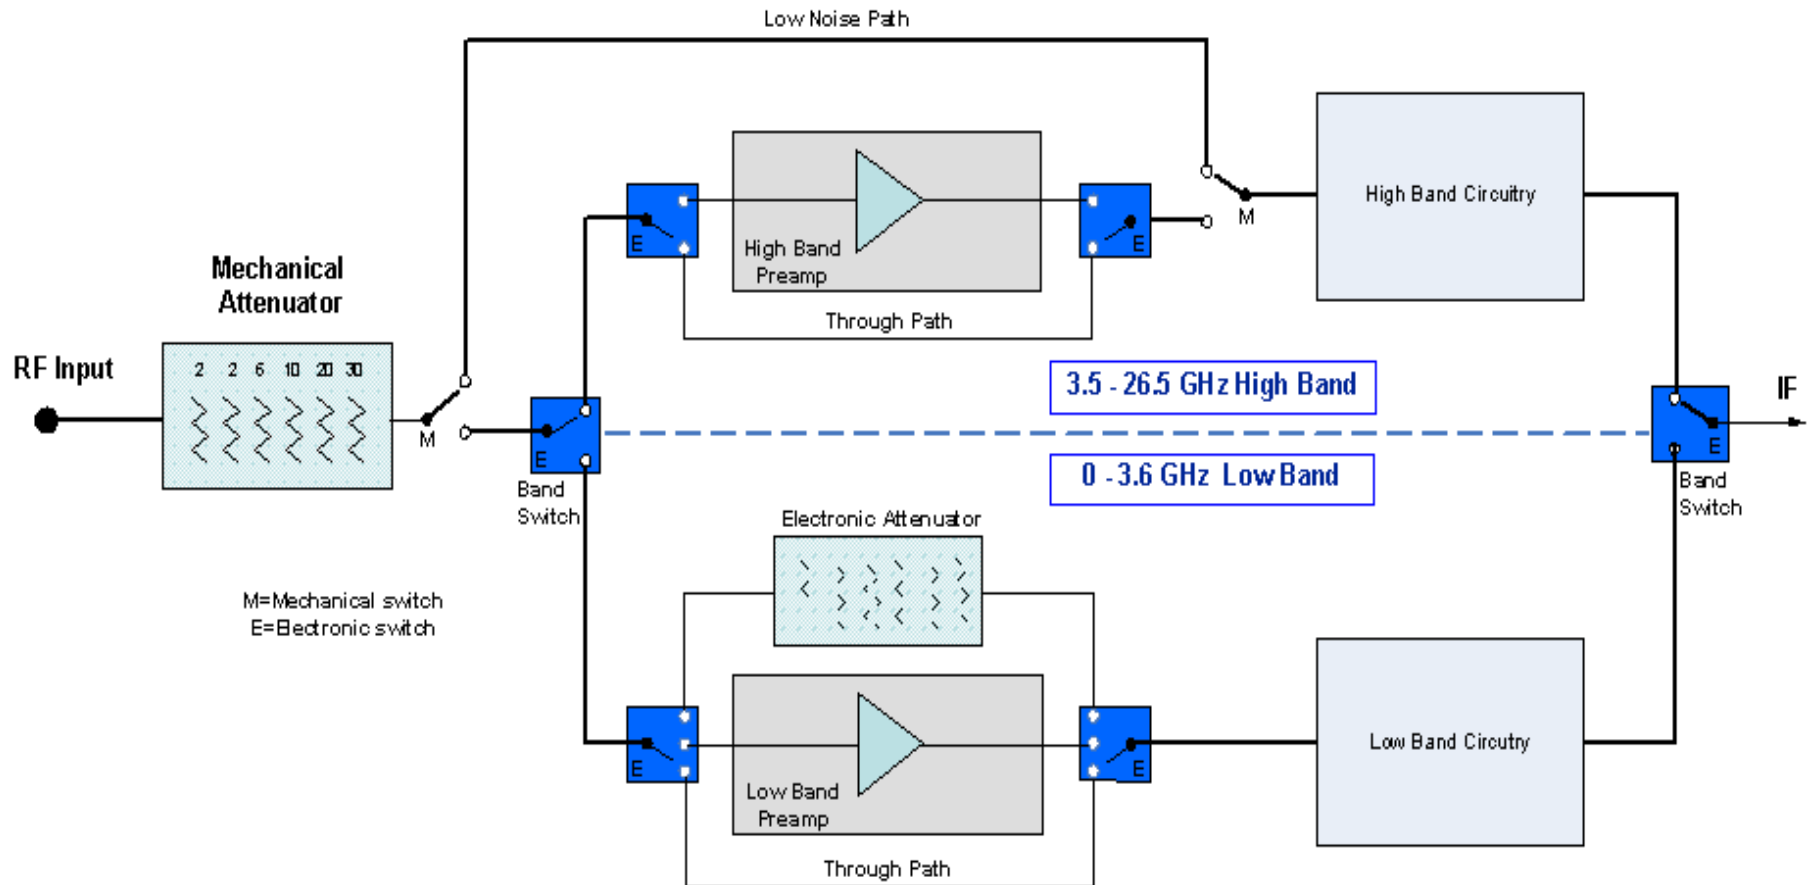 Low Noise Path
High Band Circuitry
M
E
E
High Band
Preamp
Mechanical
Attenuator
Through Path
RF Input
2 2 6 10 20 30
3.5 - 26.5 GHz High Band
IF
M
E
E
0 - 3.6 GHz Low Band
Band
Switch
Band
Switch
Electronic Attenuator
M=Mechanical switch
E=Electronic switch
Low Band Circutry
E
E
Low Band
Preamp
Through Path